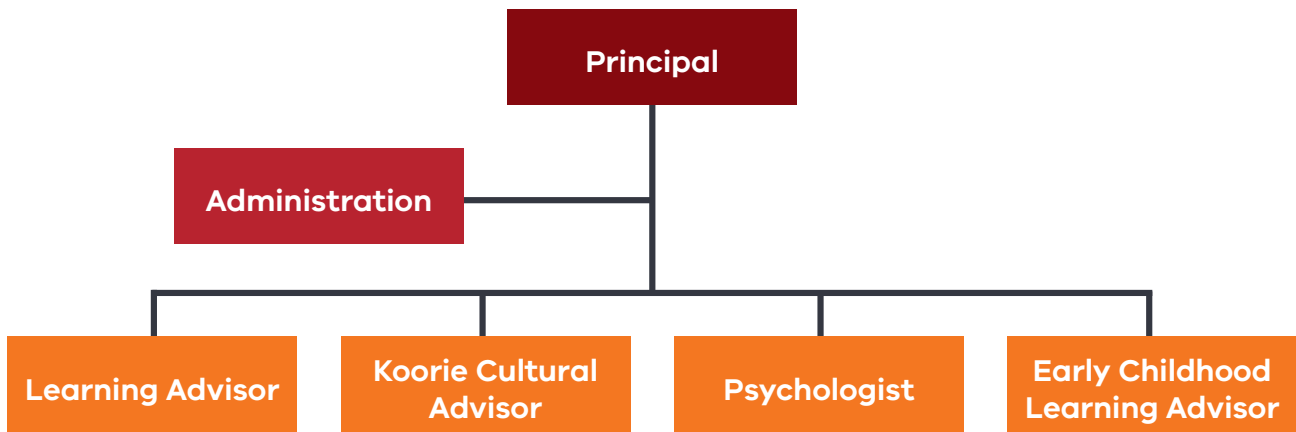 Principal
Administration
Learning Advisor
Koorie Cultural
Advisor
Psychologist
Early Childhood
Learning Advisor